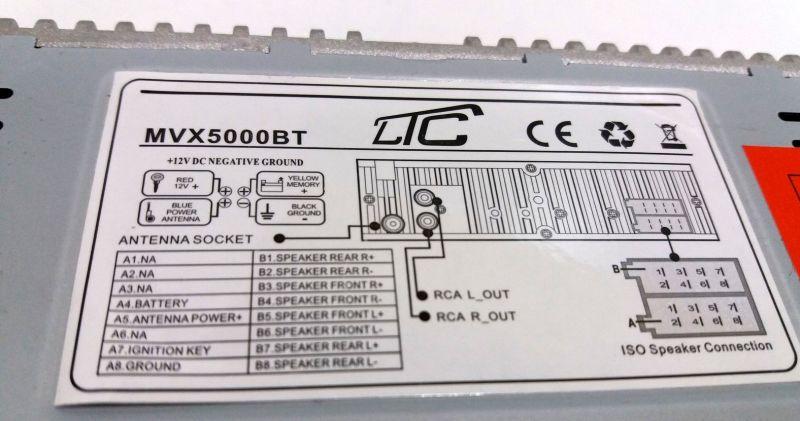 MVX5000BT
LTC
CE
+12V DC NEGATIVE GROUND
RED 12V +
YELLOW MEMORY +
BLUE POWER ANTENNA
BLACK GROUND -
ANTENNA SOCKET
A1.NA B1.SPEAKER REAR R+
A2.NA B2.SPEAKER REAR R-
A3.NA B3.SPEAKER FRONT R+
A4.BATTERY B4.SPEAKER FRONT R-
A5.ANTENNA POWER+ B5.SPEAKER FRONT L+
A6.NA B6.SPEAKER FRONT L-
A7.IGNITION KEY B7.SPEAKER REAR L+
A8.GROUND B8.SPEAKER REAR L-
RCA L_OUT
RCA R_OUT
B 1 3 5 7
2 4 6 8
1 3 5 7
A 2 4 6 8
ISO Speaker Connection